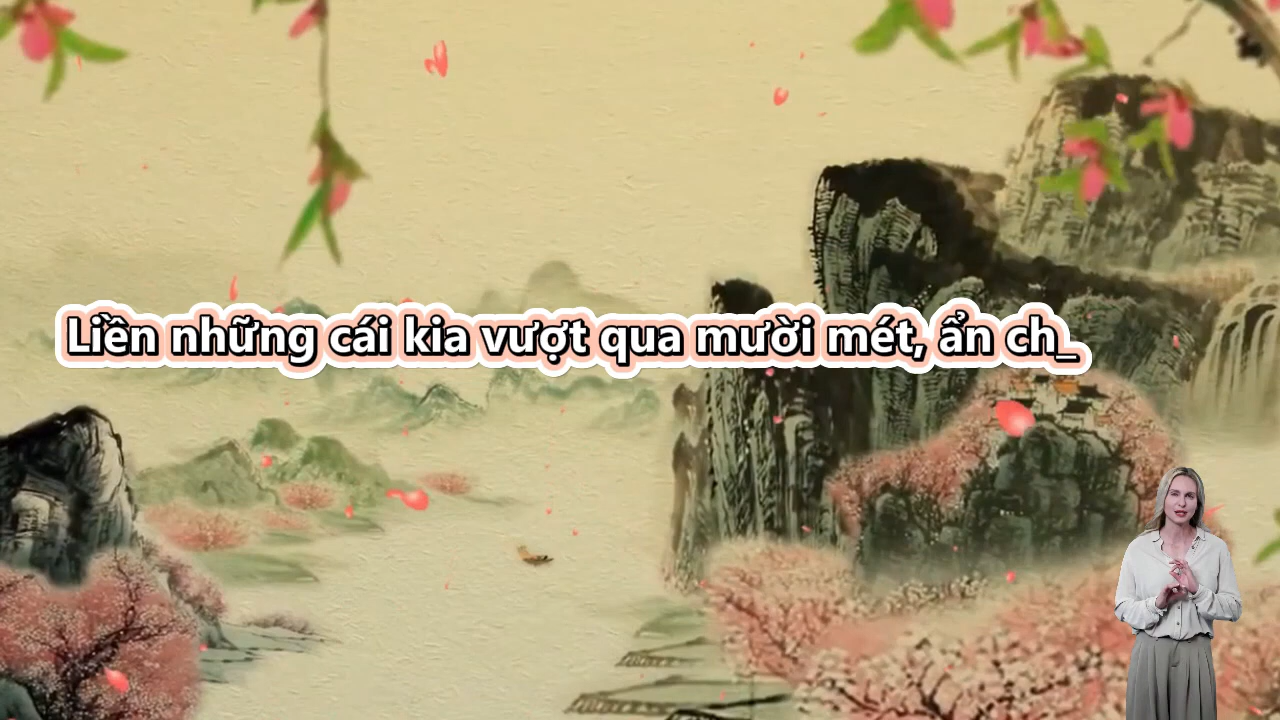 Liền những cái kia vượt qua mười mét, ẩn ch_